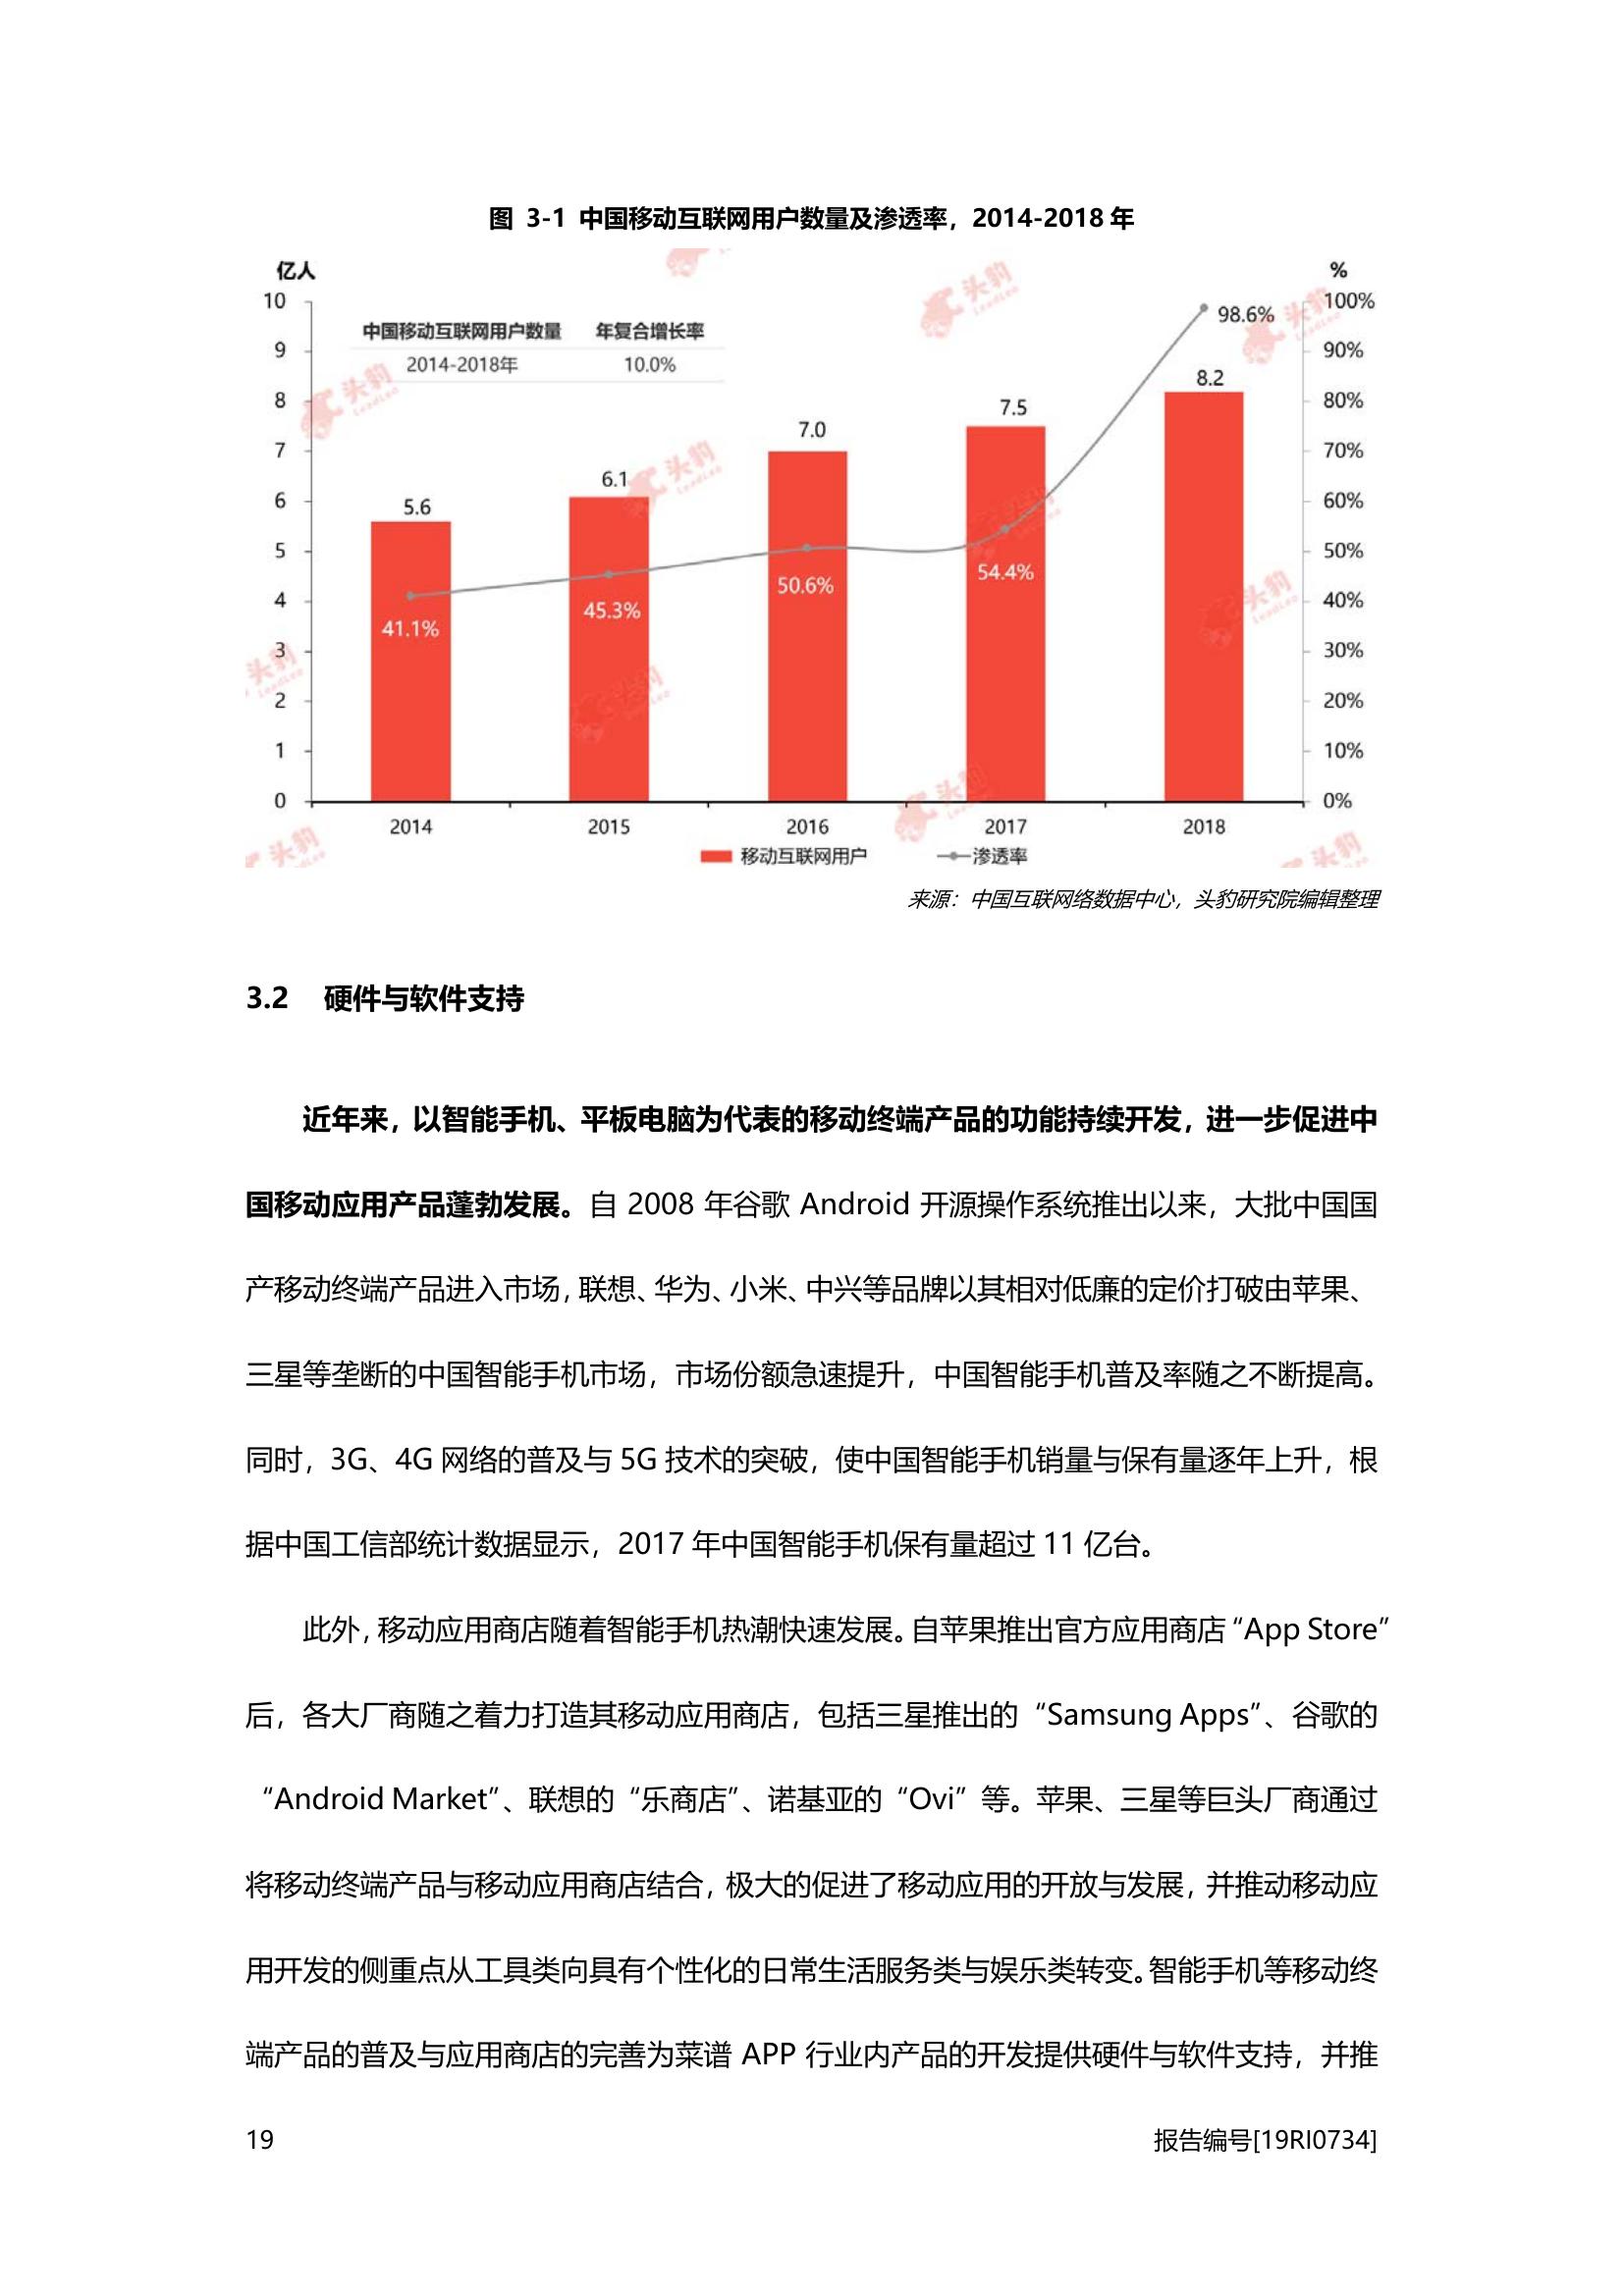 图 3-1 中国移动互联网用户数量及渗透率，2014-2018 年
亿人
%
10
9
8
7
6
5
4
3
2
1
0
中国移动互联网用户数量 年复合增长率
2014-2018年 10.0%
5.6
6.1
7.0
7.5
8.2
41.1%
45.3%
50.6%
54.4%
98.6%
100%
90%
80%
70%
60%
50%
40%
30%
20%
10%
0%
2014 2015 2016 2017 2018
移动互联网用户 渗透率
头豹
LeadLeo
来源：中国互联网络数据中心，头豹研究院编辑整理
3.2 硬件与软件支持
近年来，以智能手机、平板电脑为代表的移动终端产品的功能持续开发，进一步促进中
国移动应用产品蓬勃发展。自 2008 年谷歌 Android 开源操作系统推出以来，大批中国国
产移动终端产品进入市场，联想、华为、小米、中兴等品牌以其相对低廉的定价打破由苹果、
三星等垄断的中国智能手机市场，市场份额急速提升，中国智能手机普及率随之不断提高。
同时，3G、4G 网络的普及与 5G 技术的突破，使中国智能手机销量与保有量逐年上升，根
据中国工信部统计数据显示，2017 年中国智能手机保有量超过 11 亿台。
此外，移动应用商店随着智能手机热潮快速发展。自苹果推出官方应用商店“App Store”
后，各大厂商随之着力打造其移动应用商店，包括三星推出的“Samsung Apps”、谷歌的
“Android Market”、联想的“乐商店”、诺基亚的“Ovi”等。苹果、三星等巨头厂商通过
将移动终端产品与移动应用商店结合，极大的促进了移动应用的开放与发展，并推动移动应
用开发的侧重点从工具类向具有个性化的日常生活服务类与娱乐类转变。智能手机等移动终
端产品的普及与应用商店的完善为菜谱 APP 行业内产品的开发提供硬件与软件支持，并推
19 报告编号[19RI0734]